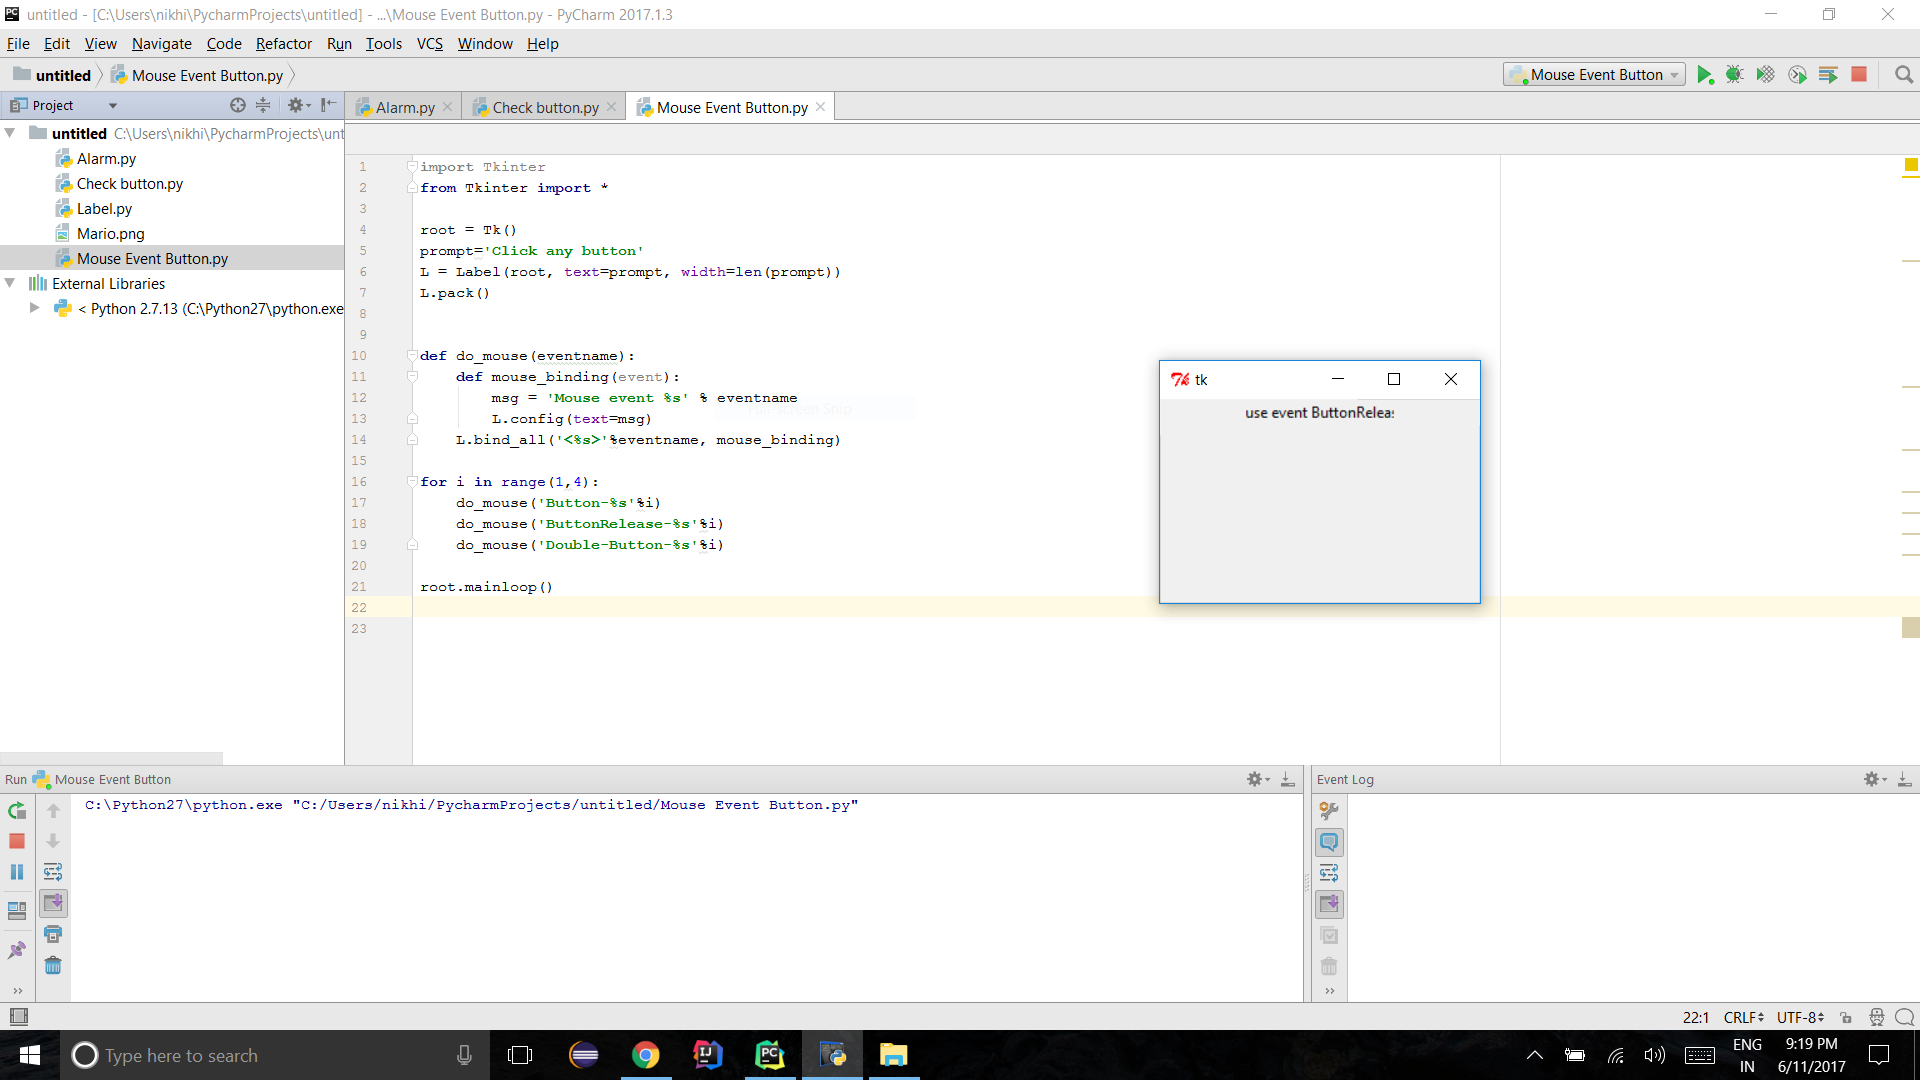 untitled - [C:\Users\nikhi\PycharmProjects\untitled] - ...\Mouse Event Button.py - PyCharm 2017.1.3
File Edit View Navigate Code Refactor Run Tools VCS Window Help
untitled Mouse Event Button.py Mouse Event Button
Project Alarm.py Check button.py Mouse Event Button.py
untitled C:\Users\nikhi\PycharmProjects\unt
Alarm.py
Check button.py
Label.py
Mario.png
Mouse Event Button.py
External Libraries
< Python 2.7.13 (C:\Python27\python.exe
1 import Tkinter
2 from Tkinter import *
3
4 root = Tk()
5 prompt='Click any button'
6 L = Label(root, text=prompt, width=len(prompt))
7 L.pack()
8
9
10 def do_mouse(eventname):
11 def mouse_binding(event):
12 msg = 'Mouse event %s' % eventname
13 L.config(text=msg)
14 L.bind_all('<%s>'%eventname, mouse_binding)
15
16 for i in range(1,4):
17 do_mouse('Button-%s'%i)
18 do_mouse('ButtonRelease-%s'%i)
19 do_mouse('Double-Button-%s'%i)
20
21 root.mainloop()
22
23
tk
use event ButtonReleas
Run Mouse Event Button
C:\Python27\python.exe "C:/Users/nikhi/PycharmProjects/untitled/Mouse Event Button.py"
Event Log
22:1 CRLF UTF-8
Type here to search
ENG
IN
9:19 PM
6/11/2017